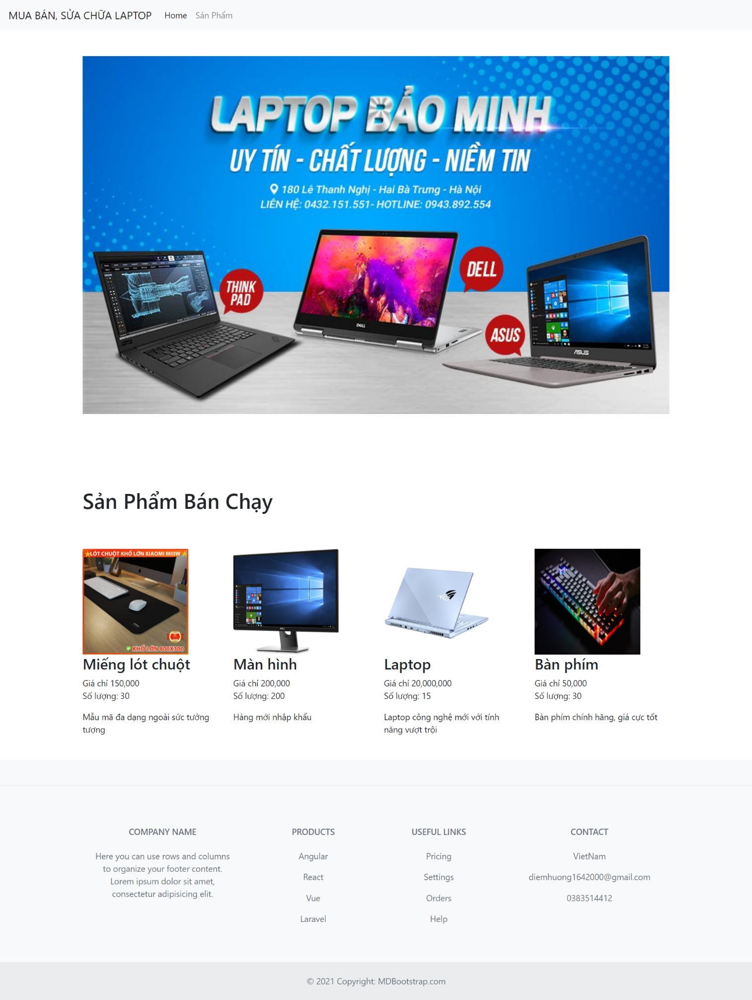 MUA BÁN, SỬA CHỮA LAPTOP Home Sản Phẩm
LAPTOP BẢO MINH
UY TÍN - CHẤT LƯỢNG - NIỀM TIN
180 Lê Thanh Nghị - Hai Bà Trưng - Hà Nội
LIÊN HỆ: 0432.151.551- HOTLINE: 0943.892.554
THINK
PAD
DELL
ASUS
DELL
ASUS
Sản Phẩm Bán Chạy
LÓT CHUỘT KHỔ LỚN XIAOMI MIIIW
KHỔ LỚN 800X300
Miếng lót chuột
Giá chỉ 150,000
Số lượng: 30
Mẫu mã đa dạng ngoài sức tưởng
tượng
DELL
Màn hình
Giá chỉ 200,000
Số lượng: 200
Hàng mới nhập khẩu
Laptop
Giá chỉ 20,000,000
Số lượng: 15
Laptop công nghệ mới với tính
năng vượt trội
Bàn phím
Giá chỉ 50,000
Số lượng: 30
Bàn phím chính hãng, giá cực tốt
COMPANY NAME
Here you can use rows and columns
to organize your footer content.
Lorem ipsum dolor sit amet,
consectetur adipisicing elit.
PRODUCTS
Angular
React
Vue
Laravel
USEFUL LINKS
Pricing
Settings
Orders
Help
CONTACT
VietNam
diemhuong1642000@gmail.com
0383514412
© 2021 Copyright: MDBootstrap.com